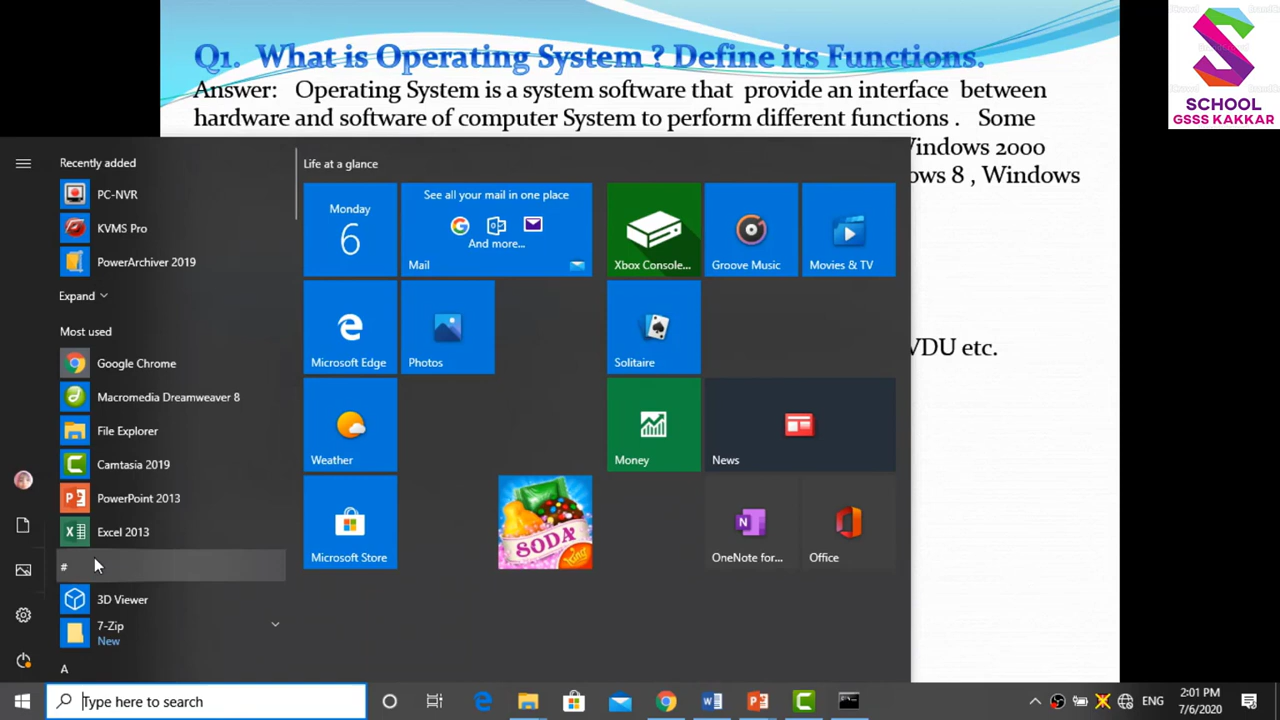 Q1. What is Operating System ? Define its Functions.
Answer: Operating System is a system software that provide an interface between
hardware and software of computer System to perform different functions . Some
Windows 2000
ows 8 , Windows
VDU etc.
SCHOOL
GSSS KAKKAR
Recently added
PC-NVR
KVMS Pro
PowerArchiver 2019
Expand
Most used
Google Chrome
Macromedia Dreamweaver 8
File Explorer
Camtasia 2019
PowerPoint 2013
Excel 2013
#
3D Viewer
7-Zip
New
A
Life at a glance
Monday
6
See all your mail in one place
And more...
Mail
Xbox Console...
Groove Music
Movies & TV
Microsoft Edge
Photos
Solitaire
Weather
Money
News
Microsoft Store
SODA
King
OneNote for...
Office
Type here to search
ENG
2:01 PM
7/6/2020